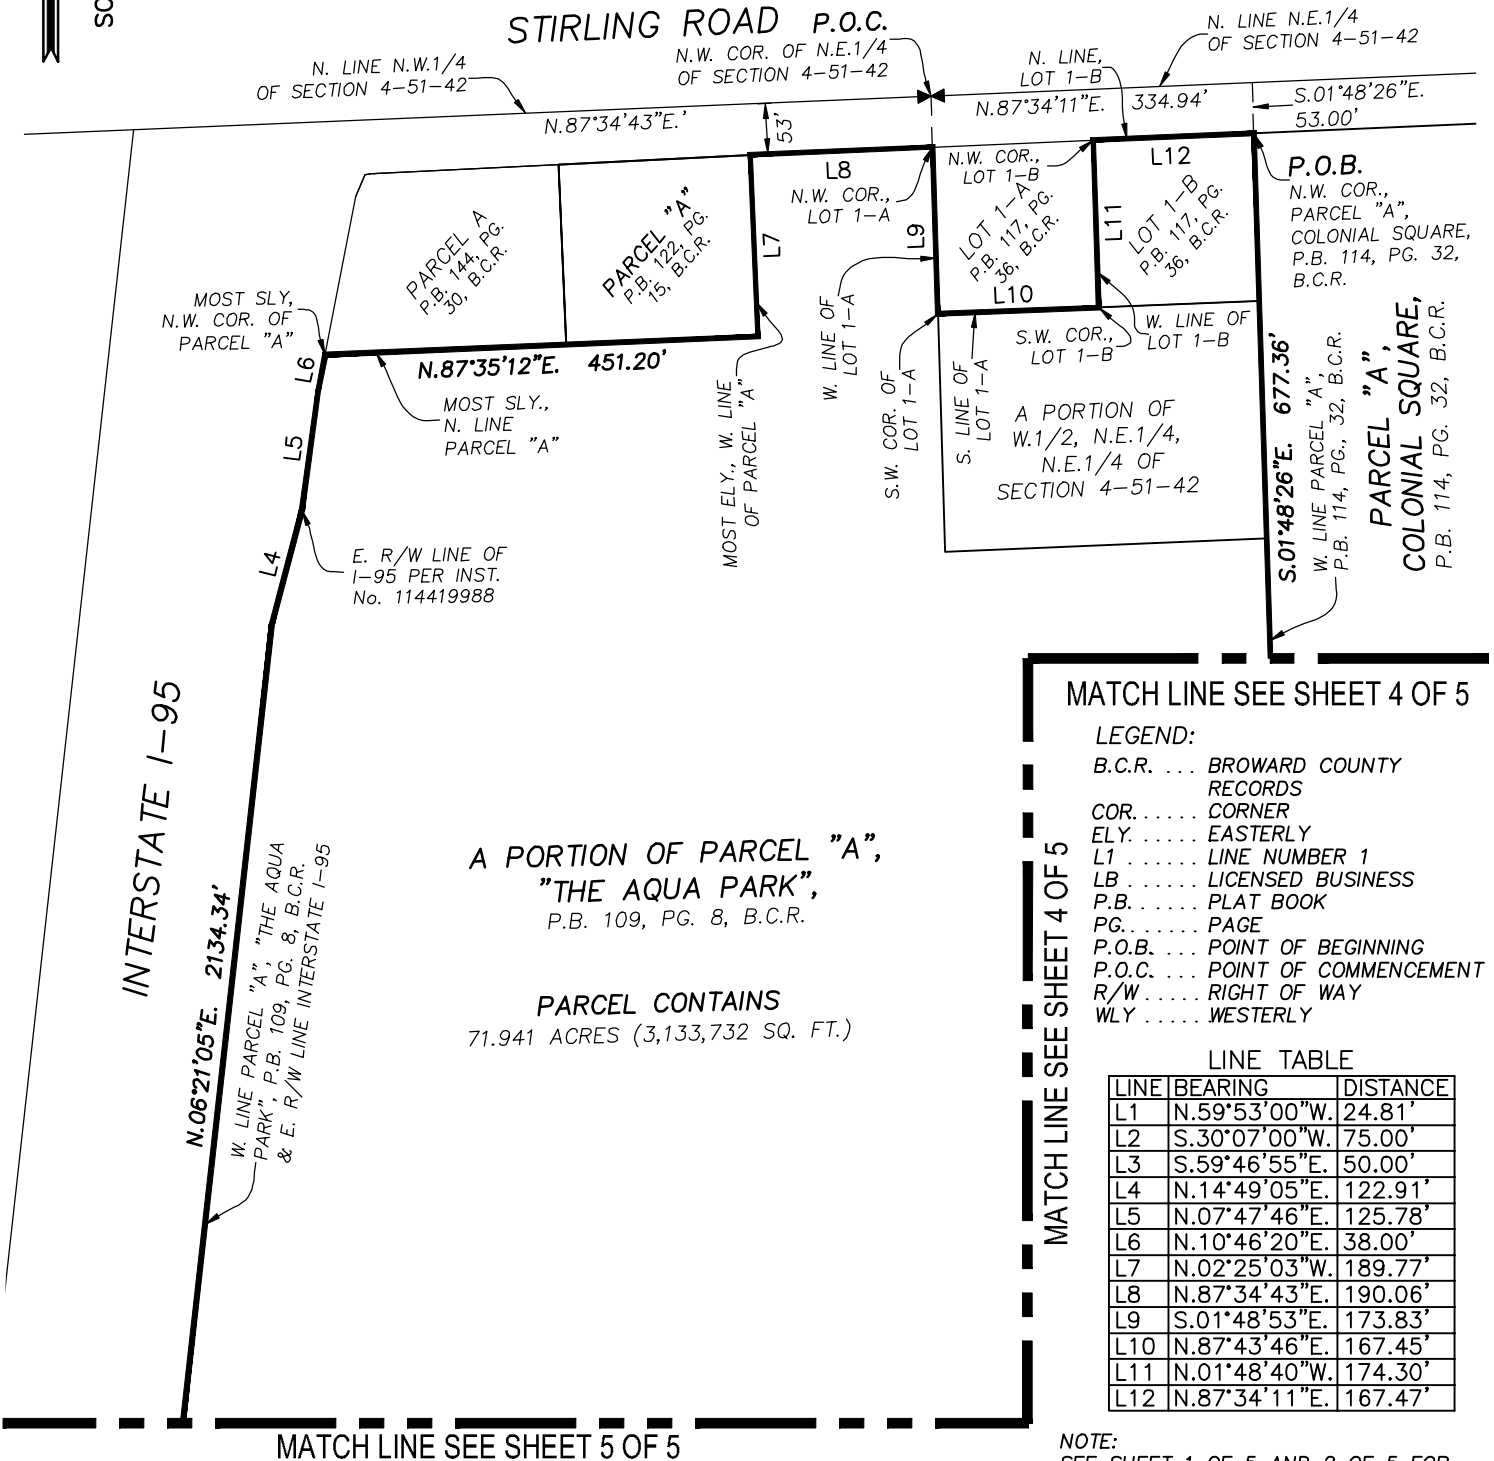 SO
STIRLING ROAD
P.O.C.
N.W. COR. OF N.E.1/4
OF SECTION 4-51-42
N. LINE N.W.1/4
OF SECTION 4-51-42
N. LINE N.E.1/4
OF SECTION 4-51-42
N. LINE,
LOT 1-B
N.87°34'43"E.'
53'
N.87°34'11"E. 334.94'
S.01°48'26"E.
53.00'
L8
N.W. COR.,
LOT 1-A
N.W. COR.,
LOT 1-B
L12
P.O.B.
N.W. COR.,
PARCEL "A",
COLONIAL SQUARE,
P.B. 114, PG. 32,
B.C.R.
PARCEL A
P.B. 144, PG.
30, B.C.R.
PARCEL "A"
P.B. 122, PG.
15, B.C.R.
L7
L9
LOT 1-A
P.B. 117, PG.
36, B.C.R.
L11
LOT 1-B
P.B. 117, PG.
36, B.C.R.
L10
MOST SLY,
N.W. COR. OF
PARCEL "A"
L6
N.87°35'12"E. 451.20'
MOST SLY.,
N. LINE
PARCEL "A"
W. LINE OF
LOT 1-A
S.W. COR.,
LOT 1-B
W. LINE OF
LOT 1-B
MOST ELY., W. LINE
OF PARCEL "A"
S.W. COR. OF
LOT 1-A
S. LINE OF
LOT 1-A
A PORTION OF
W.1/2, N.E.1/4,
N.E.1/4 OF
SECTION 4-51-42
S.01°48'26"E. 677.36'
W. LINE PARCEL "A",
P.B. 114, PG., 32, B.C.R.
PARCEL "A",
COLONIAL SQUARE,
P.B. 114, PG. 32, B.C.R.
L5
L4
E. R/W LINE OF
I-95 PER INST.
No. 114419988
INTERSTATE I-95
N.06°21'05"E. 2134.34'
W. LINE PARCEL "A", "THE AQUA
PARK", P.B. 109, PG. 8, B.C.R.
& E. R/W LINE INTERSTATE I-95
A PORTION OF PARCEL "A",
"THE AQUA PARK",
P.B. 109, PG. 8, B.C.R.
PARCEL CONTAINS
71.941 ACRES (3,133,732 SQ. FT.)
MATCH LINE SEE SHEET 4 OF 5
MATCH LINE SEE SHEET 4 OF 5
LEGEND:
B.C.R. ... BROWARD COUNTY
RECORDS
COR...... CORNER
ELY...... EASTERLY
L1 ...... LINE NUMBER 1
LB ...... LICENSED BUSINESS
P.B....... PLAT BOOK
PG....... PAGE
P.O.B. ... POINT OF BEGINNING
P.O.C. ... POINT OF COMMENCEMENT
R/W ..... RIGHT OF WAY
WLY ...... WESTERLY
LINE TABLE
LINE BEARING DISTANCE
L1 N.59°53'00"W. 24.81'
L2 S.30°07'00"W. 75.00'
L3 S.59°46'55"E. 50.00'
L4 N.14°49'05"E. 122.91'
L5 N.07°47'46"E. 125.78'
L6 N.10°46'20"E. 38.00'
L7 N.02°25'03"W. 189.77'
L8 N.87°34'43"E. 190.06'
L9 S.01°48'53"E. 173.83'
L10 N.87°43'46"E. 167.45'
L11 N.01°48'40"W. 174.30'
L12 N.87°34'11"E. 167.47'
MATCH LINE SEE SHEET 5 OF 5
NOTE:
SEE SHEET 1 OF 5 AND 2 OF 5 FOR